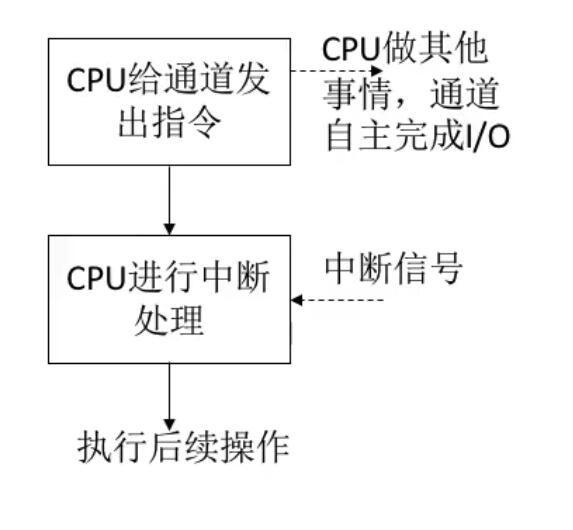 CPU给通道发
出指令
CPU做其他
事情，通道
自主完成I/O
CPU进行中断
处理
中断信号
执行后续操作